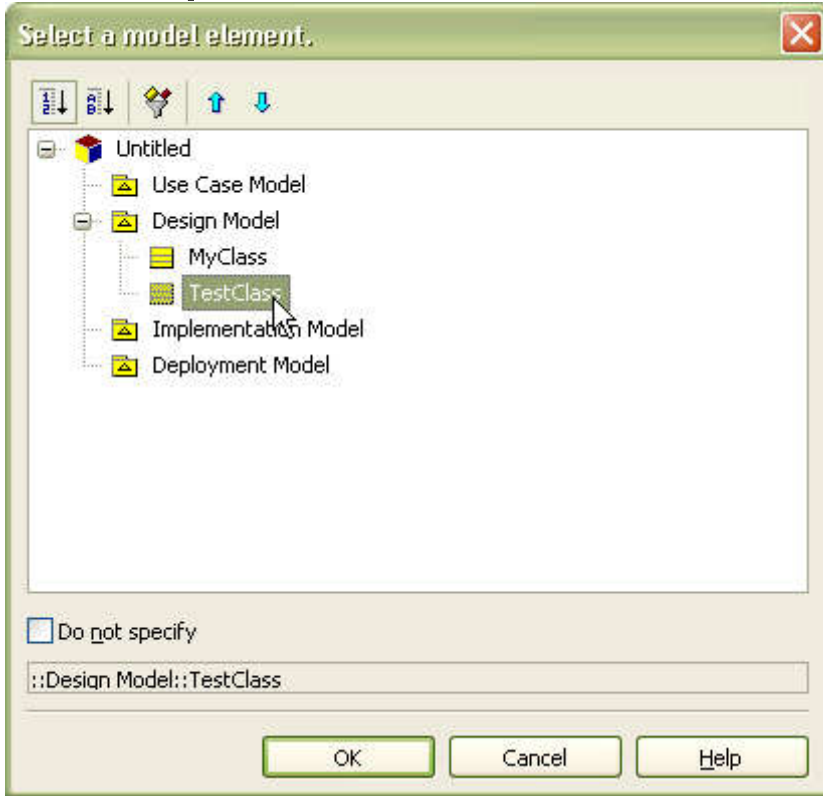 Select a model element.
Untitled
Use Case Model
Design Model
MyClass
TestClass
Implementation Model
Deployment Model
Do not specify
::Design Model::TestClass
OK Cancel Help